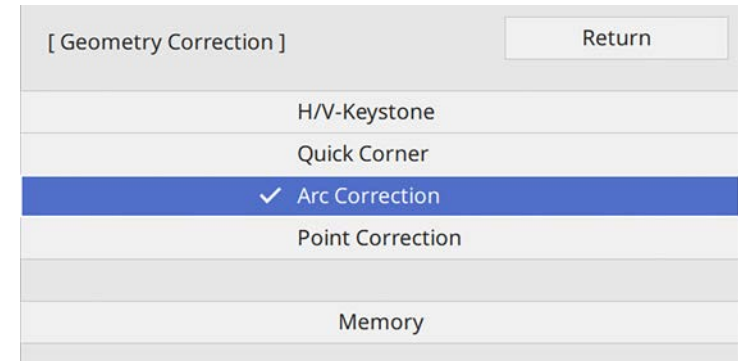 [ Geometry Correction ]
Return
H/V-Keystone
Quick Corner
Arc Correction
Point Correction
Memory